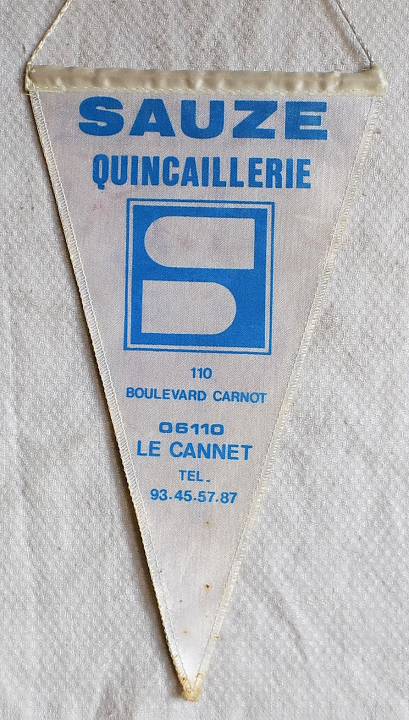 SAUZE
QUINCAILLERIE
110
BOULEVARD CARNOT
06110
LE CANNET
TEL.
93.45.57.87